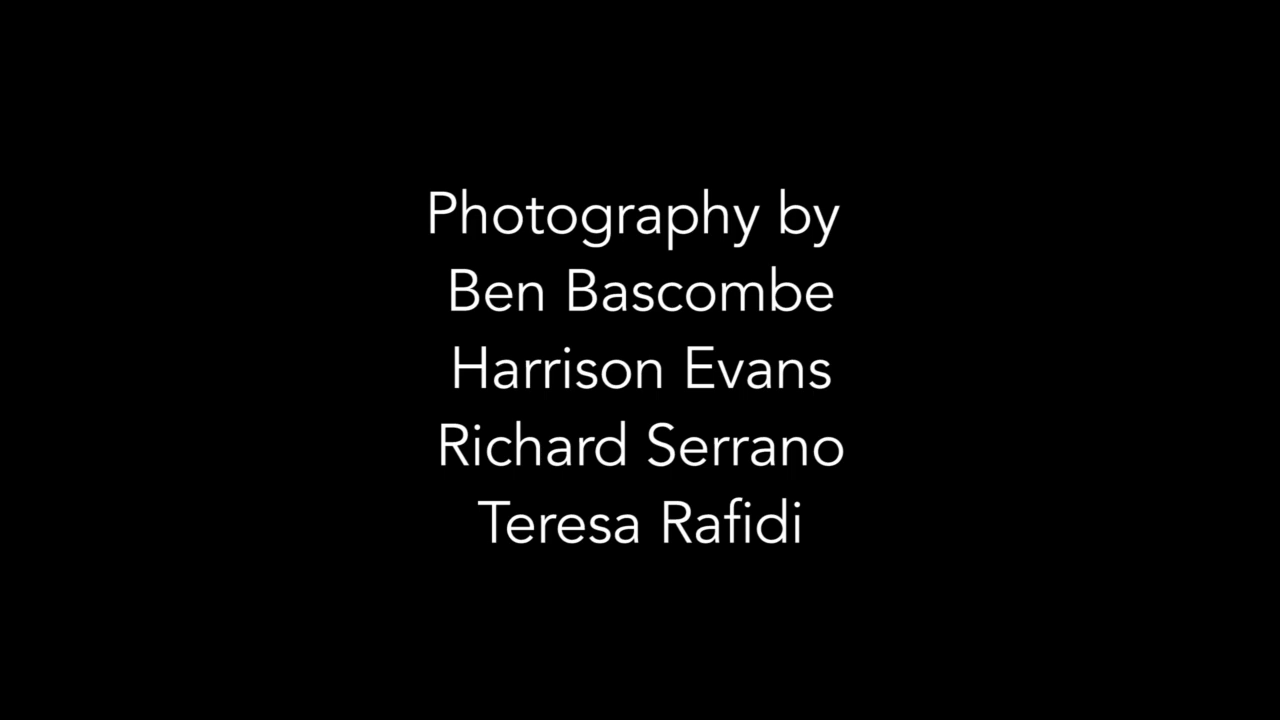 Photography by
Ben Bascombe
Harrison Evans
Richard Serrano
Teresa Rafidi